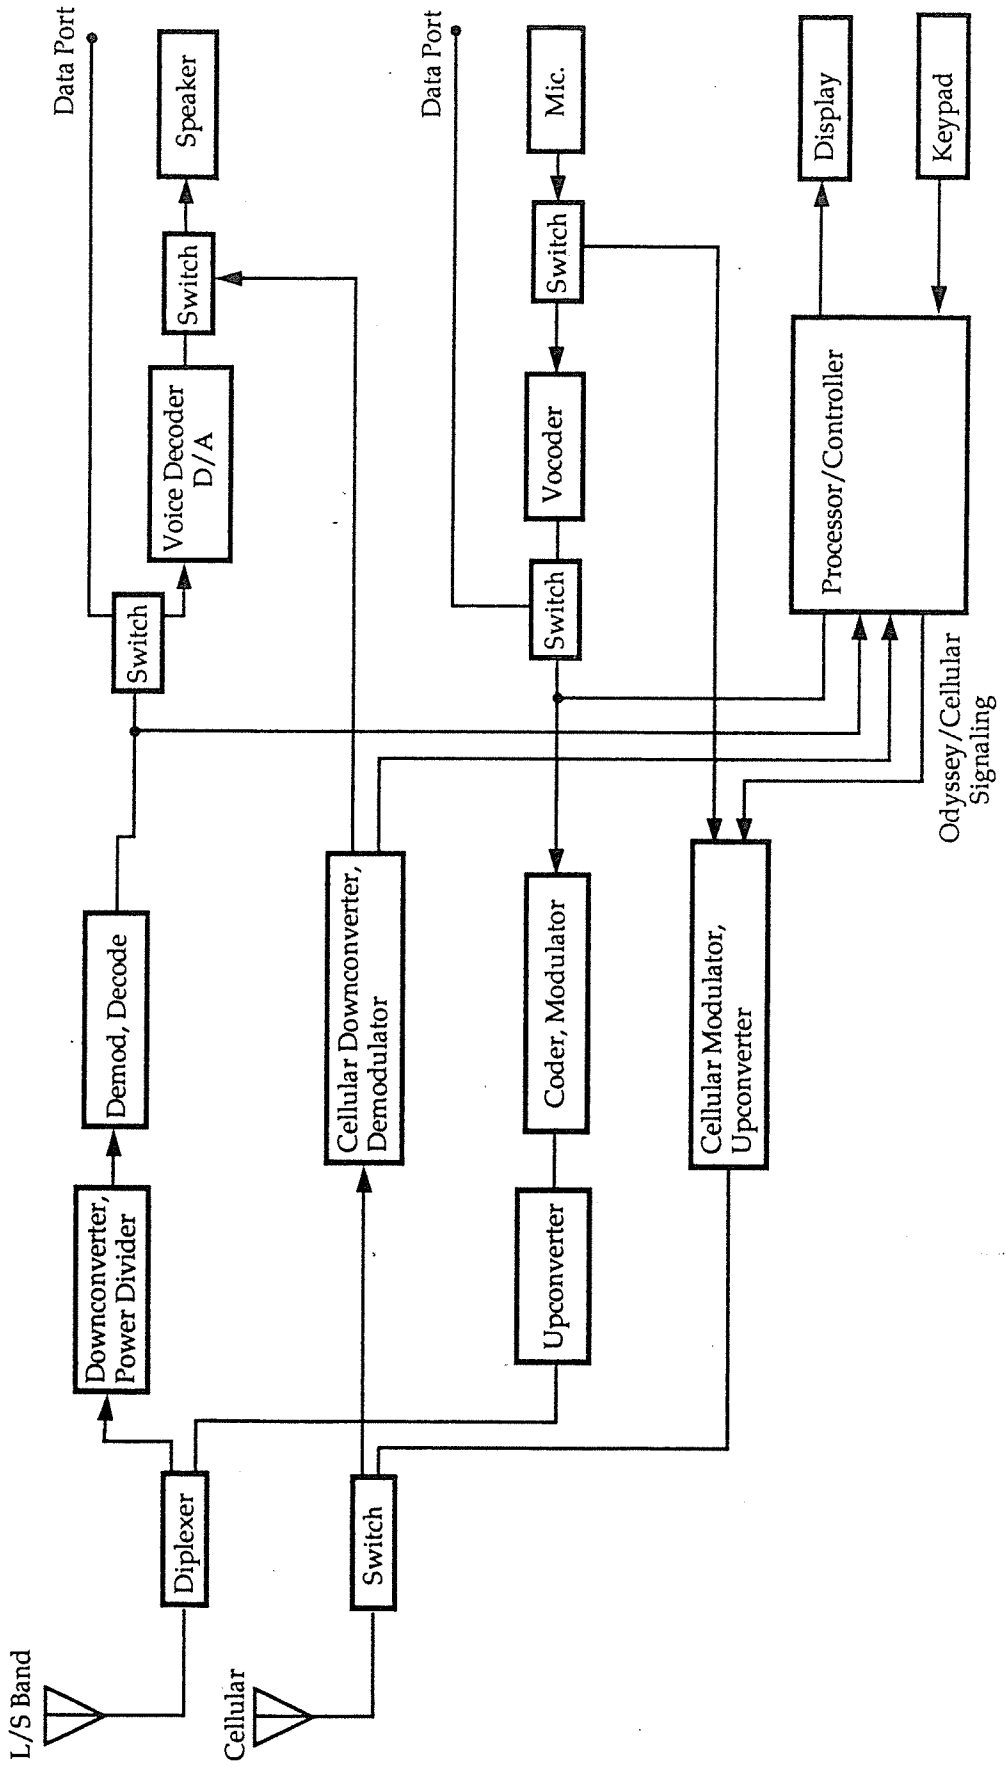 L/S Band
Diplexer
Downconverter,
Power Divider
Demod, Decode
Switch
Data Port
Voice Decoder
D/A
Switch
Speaker
Cellular
Switch
Cellular Downconverter,
Demodulator
Upconverter
Coder, Modulator
Switch
Vocoder
Switch
Mic.
Data Port
Cellular Modulator,
Upconverter
Processor/Controller
Display
Keypad
Odyssey/Cellular
Signaling